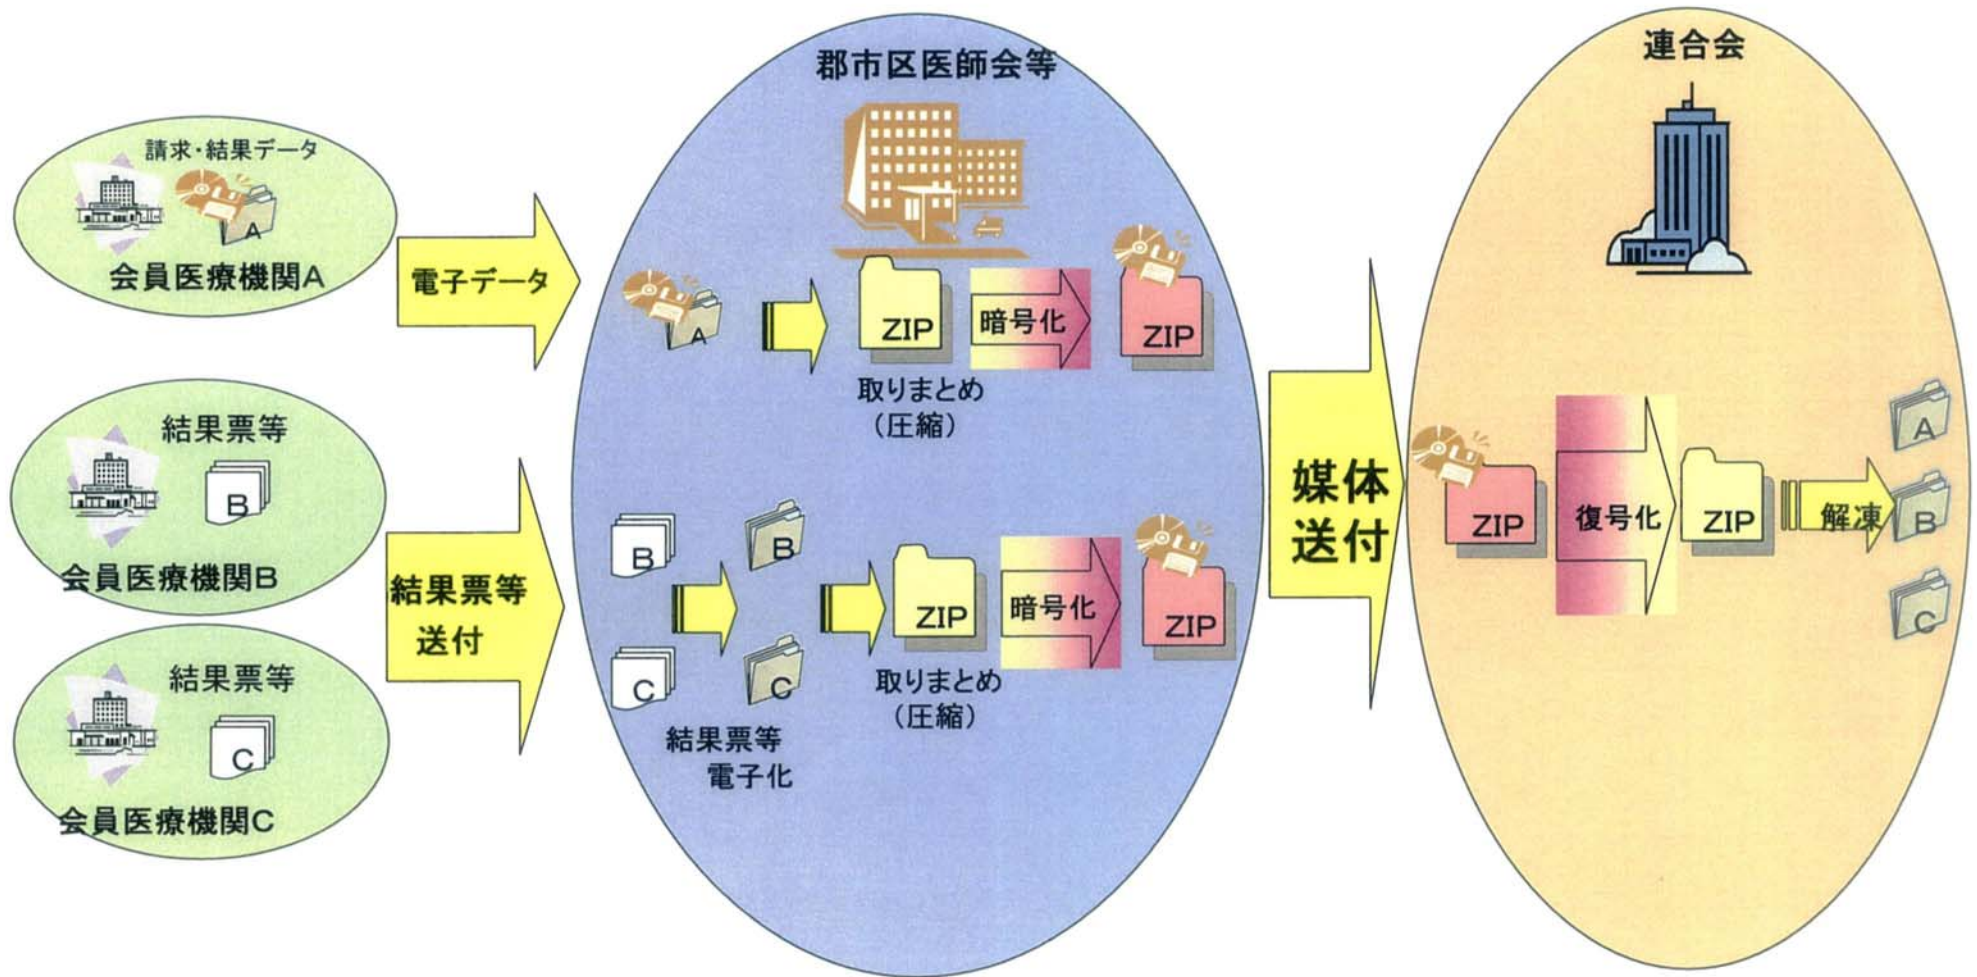 請求・結果データ
A
会員医療機関A
結果票等
B
会員医療機関B
結果票等
C
会員医療機関C
電子データ
結果票等
送付
郡市区医師会等
A
ZIP
暗号化
ZIP
取りまとめ
(圧縮)
B
B
C
C
結果票等
電子化
ZIP
暗号化
ZIP
取りまとめ
(圧縮)
媒体
送付
連合会
ZIP
復号化
ZIP
解凍
A
B
C